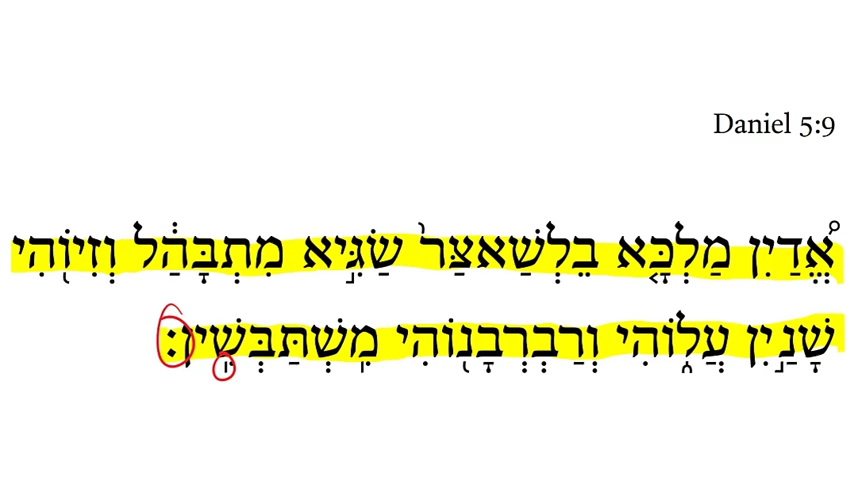 Daniel 5:9
אֱ֠דַיִן מַלְכָּ֤א בֵלְשַׁאצַּר֙ שַׂגִּ֣יא מִתְבָּהַ֔ל וְזִיוֺ֖הִי
שָׁנַ֣יִן עֲל֑וֹהִי וְרַבְרְבָנ֖וֹהִי מִֽשְׁתַּבְּשִֽׁין׃